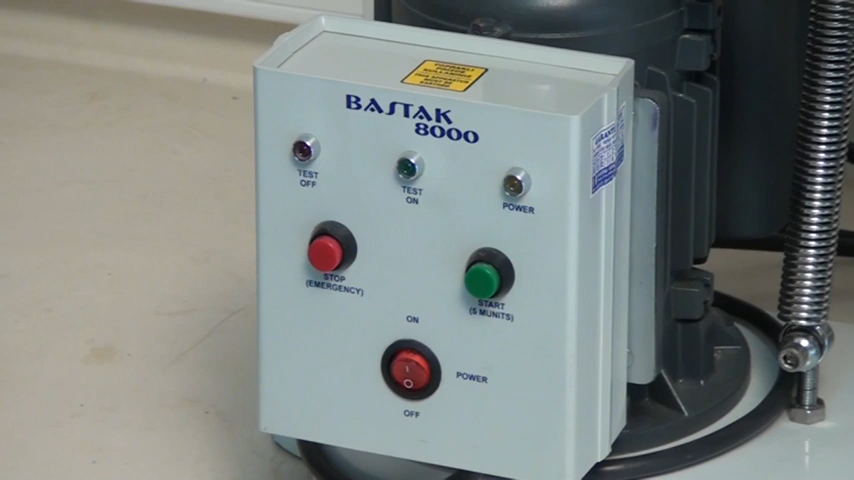 BASTAK
8000
TEST
OFF
TEST
ON
POWER
STOP
(EMERGENCY)
START
(5 MUNITS)
ON
POWER
OFF